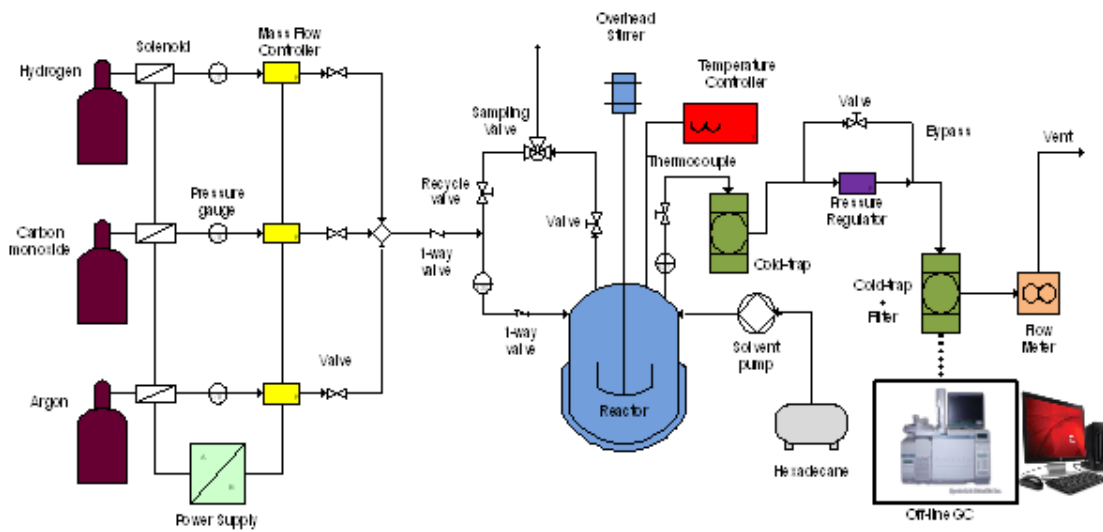 Hydrogen
Solenoid
Mass Flow
Controller
Overhead
Stirrer
Temperature
Controller
Sampling
Valve
Thermocouple
Valve
Bypass
Vent
Recycle
valve
Pressure
gauge
Carbon
monoxide
1-way
valve
Valve
Cold-trap
Pressure
Regulator
Cold-trap
+
Filter
Flow
Meter
1-way
valve
Solvent
pump
Valve
Argon
Reactor
Hexadecane
Power Supply
Off-line GC